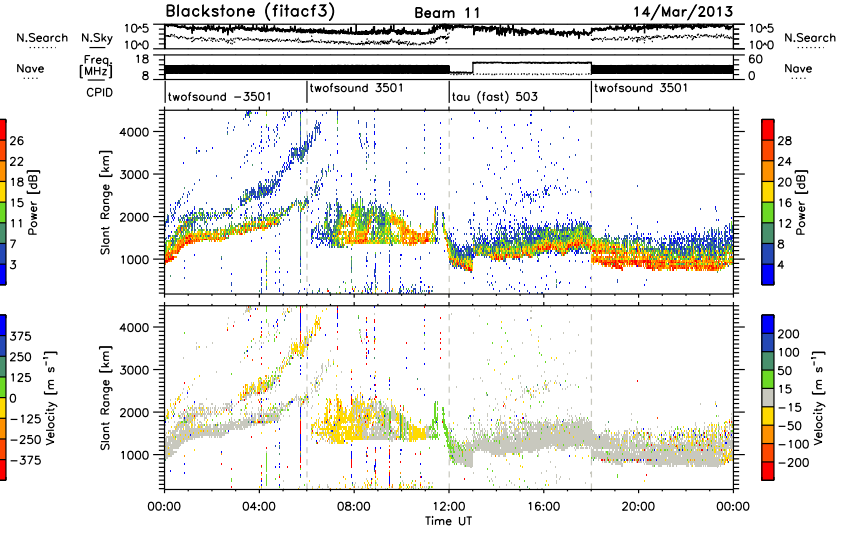 Blackstone (fitacf3) Beam 11 14/Mar/2013
N.Search N.Sky 10^5 10^0 10^5 10^0 N.Search
Nave Freq. [MHz] 18 8 60 0 Nave
CPID twofsound -3501 twofsound 3501 tau (fast) 503 twofsound 3501
Slant Range [km] 4000 3000 2000 1000
Power [dB] 26 22 18 15 11 7 3
Power [dB] 28 24 20 16 12 8 4
Slant Range [km] 4000 3000 2000 1000
Velocity [m s⁻¹] 375 250 125 0 -125 -250 -375
Velocity [m s⁻¹] 200 100 50 15 -15 -50 -100 -200
00:00 04:00 08:00 12:00 16:00 20:00 00:00
Time UT